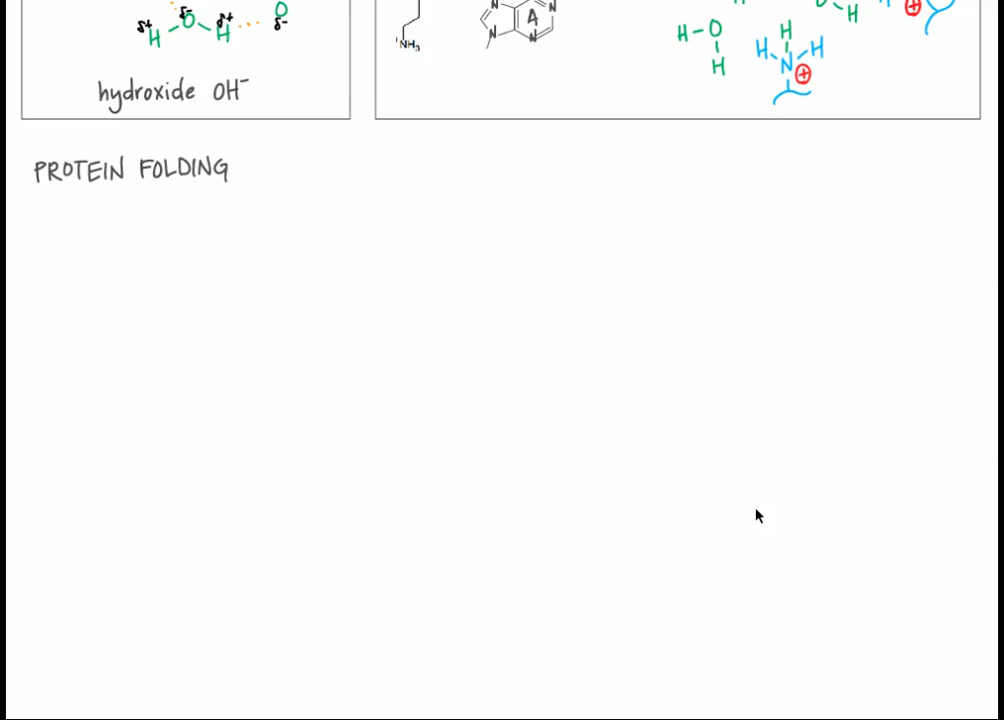 δ+ H - O δ- - H δ+ O δ-
hydroxide OH⁻
NH₃
N N N N A
H - O
H
H
H N H ⊕
H
⊕
PROTEIN FOLDING